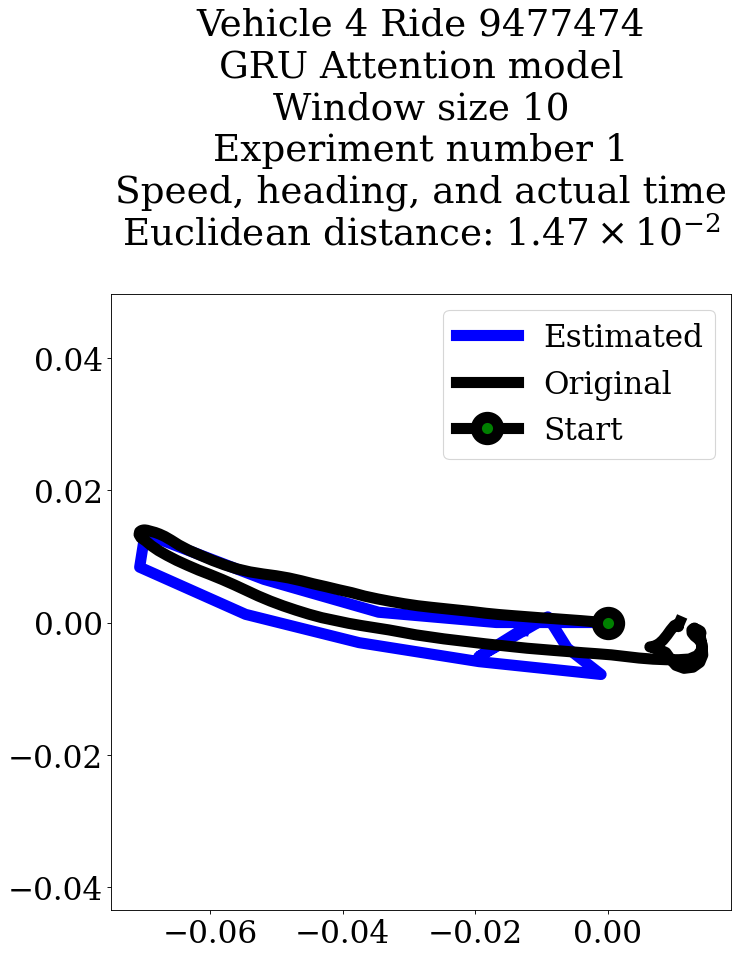 Vehicle 4 Ride 9477474
GRU Attention model
Window size 10
Experiment number 1
Speed, heading, and actual time
Euclidean distance: 1.47 × 10⁻²
Estimated
Original
Start
0.04
0.02
0.00
−0.02
−0.04
−0.06
−0.04
−0.02
0.00